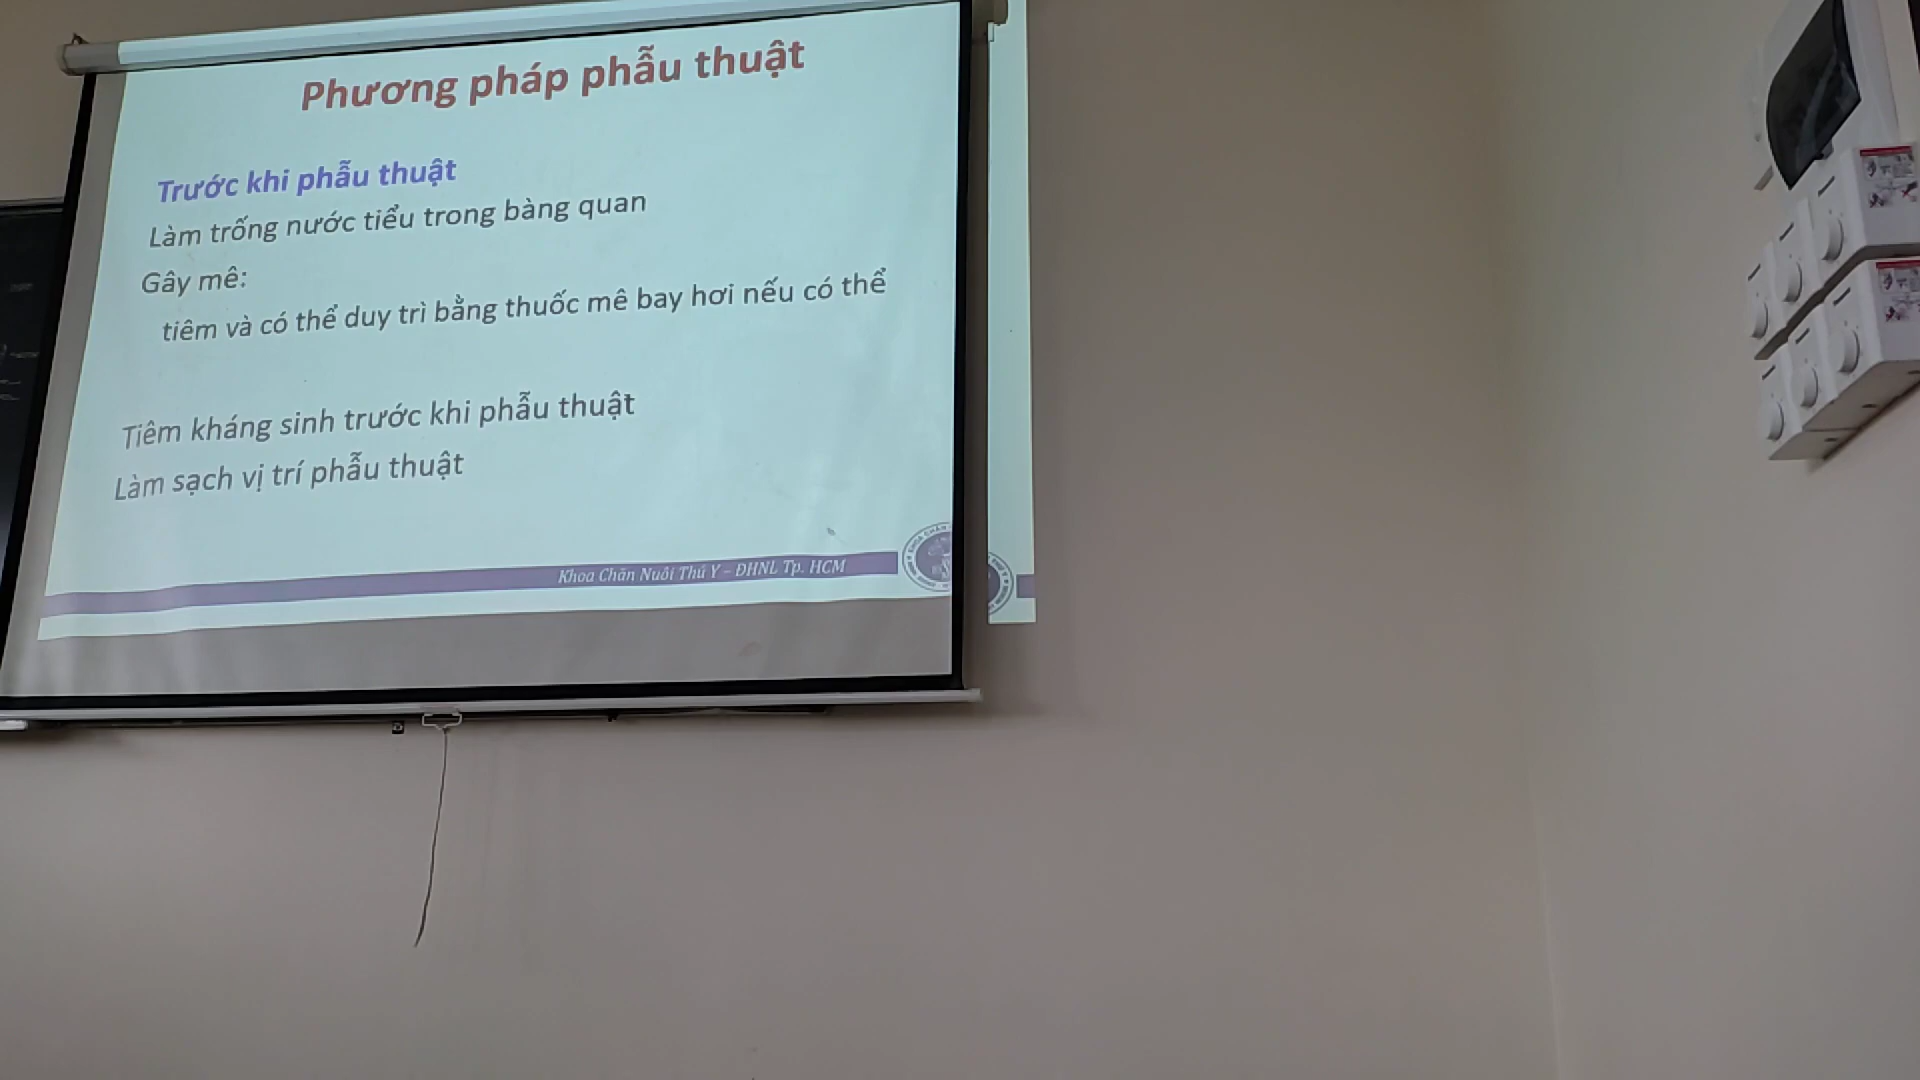 Phương pháp phẫu thuật
Trước khi phẫu thuật
Làm trống nước tiểu trong bàng quan
Gây mê:
tiêm và có thể duy trì bằng thuốc mê bay hơi nếu có thể
Tiêm kháng sinh trước khi phẫu thuật
Làm sạch vị trí phẫu thuật
Khoa Chăn Nuôi Thú Y – ĐHNL Tp. HCM